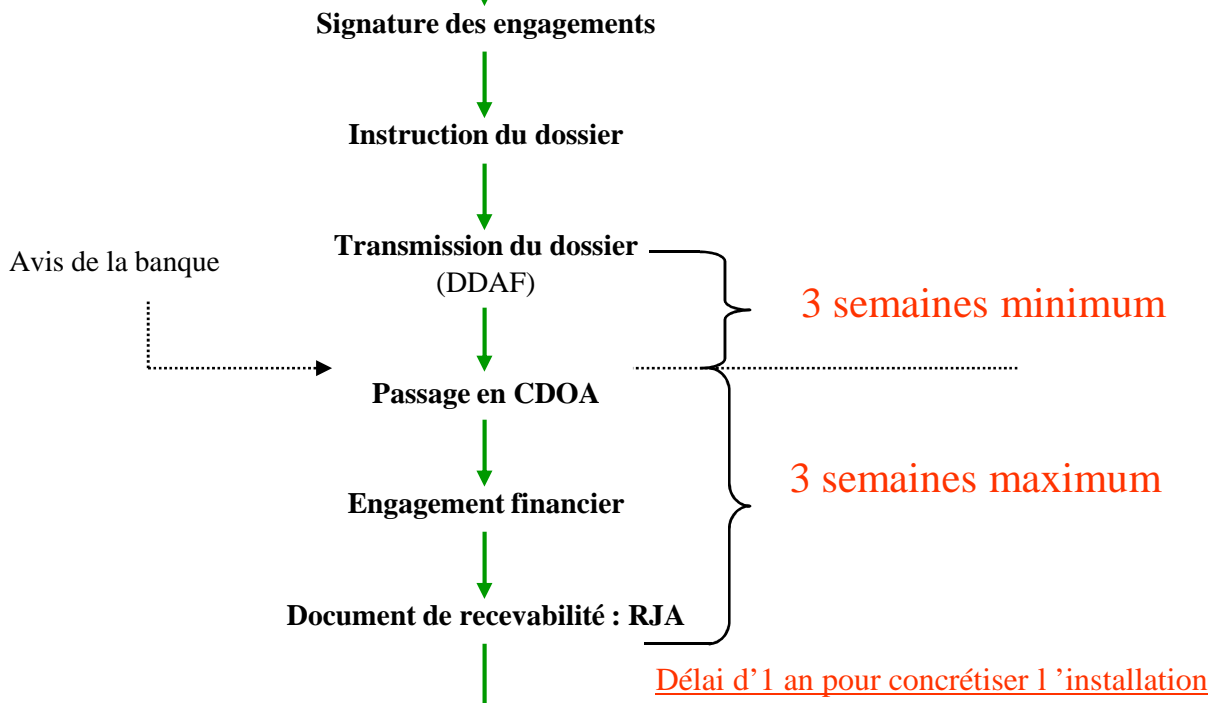 Signature des engagements
Instruction du dossier
Transmission du dossier
(DDAF)
Avis de la banque
3 semaines minimum
Passage en CDOA
3 semaines maximum
Engagement financier
Document de recevabilité : RJA
Délai d’1 an pour concrétiser l ’installation